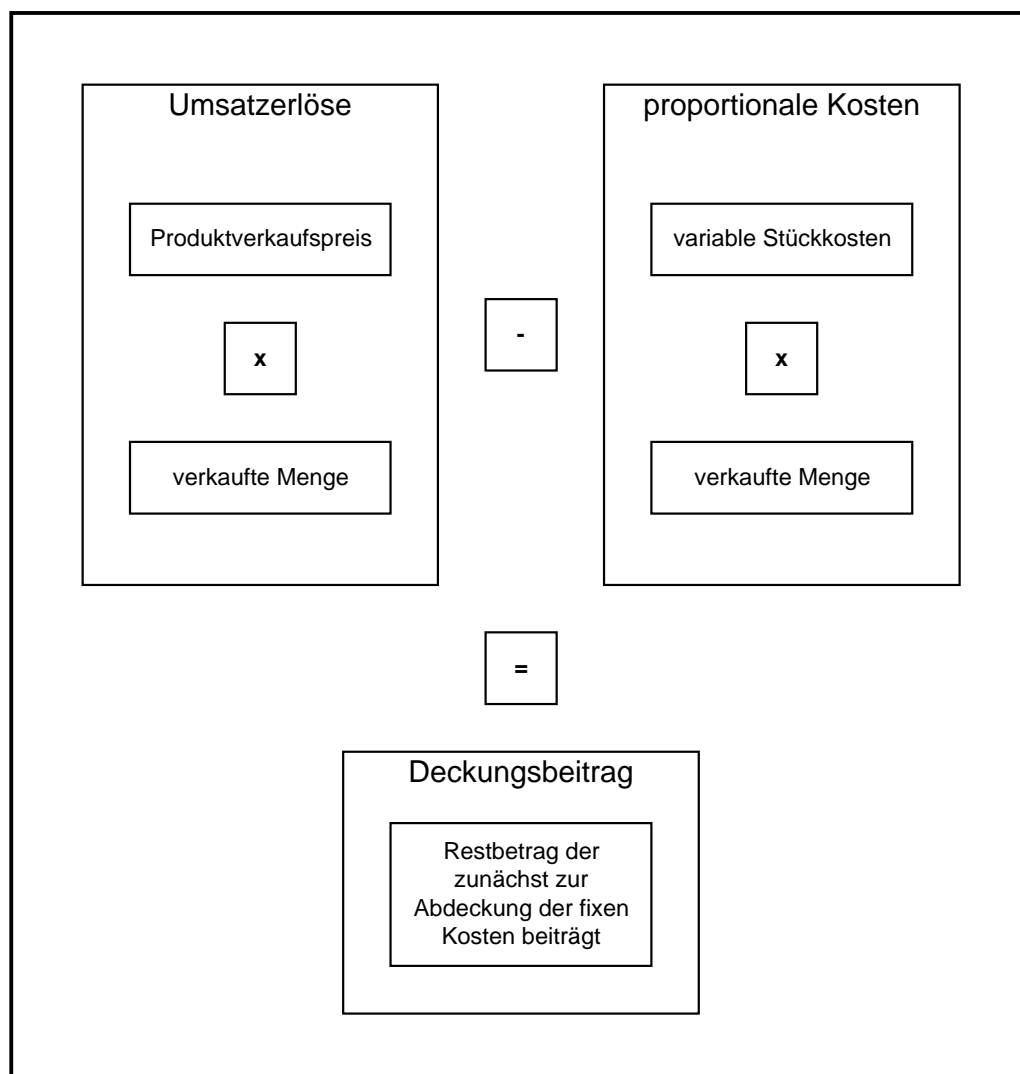 Umsatzerlöse
Produktverkaufspreis
x
verkaufte Menge
-
proportionale Kosten
variable Stückkosten
x
verkaufte Menge
=
Deckungsbeitrag
Restbetrag der
zunächst zur
Abdeckung der fixen
Kosten beiträgt